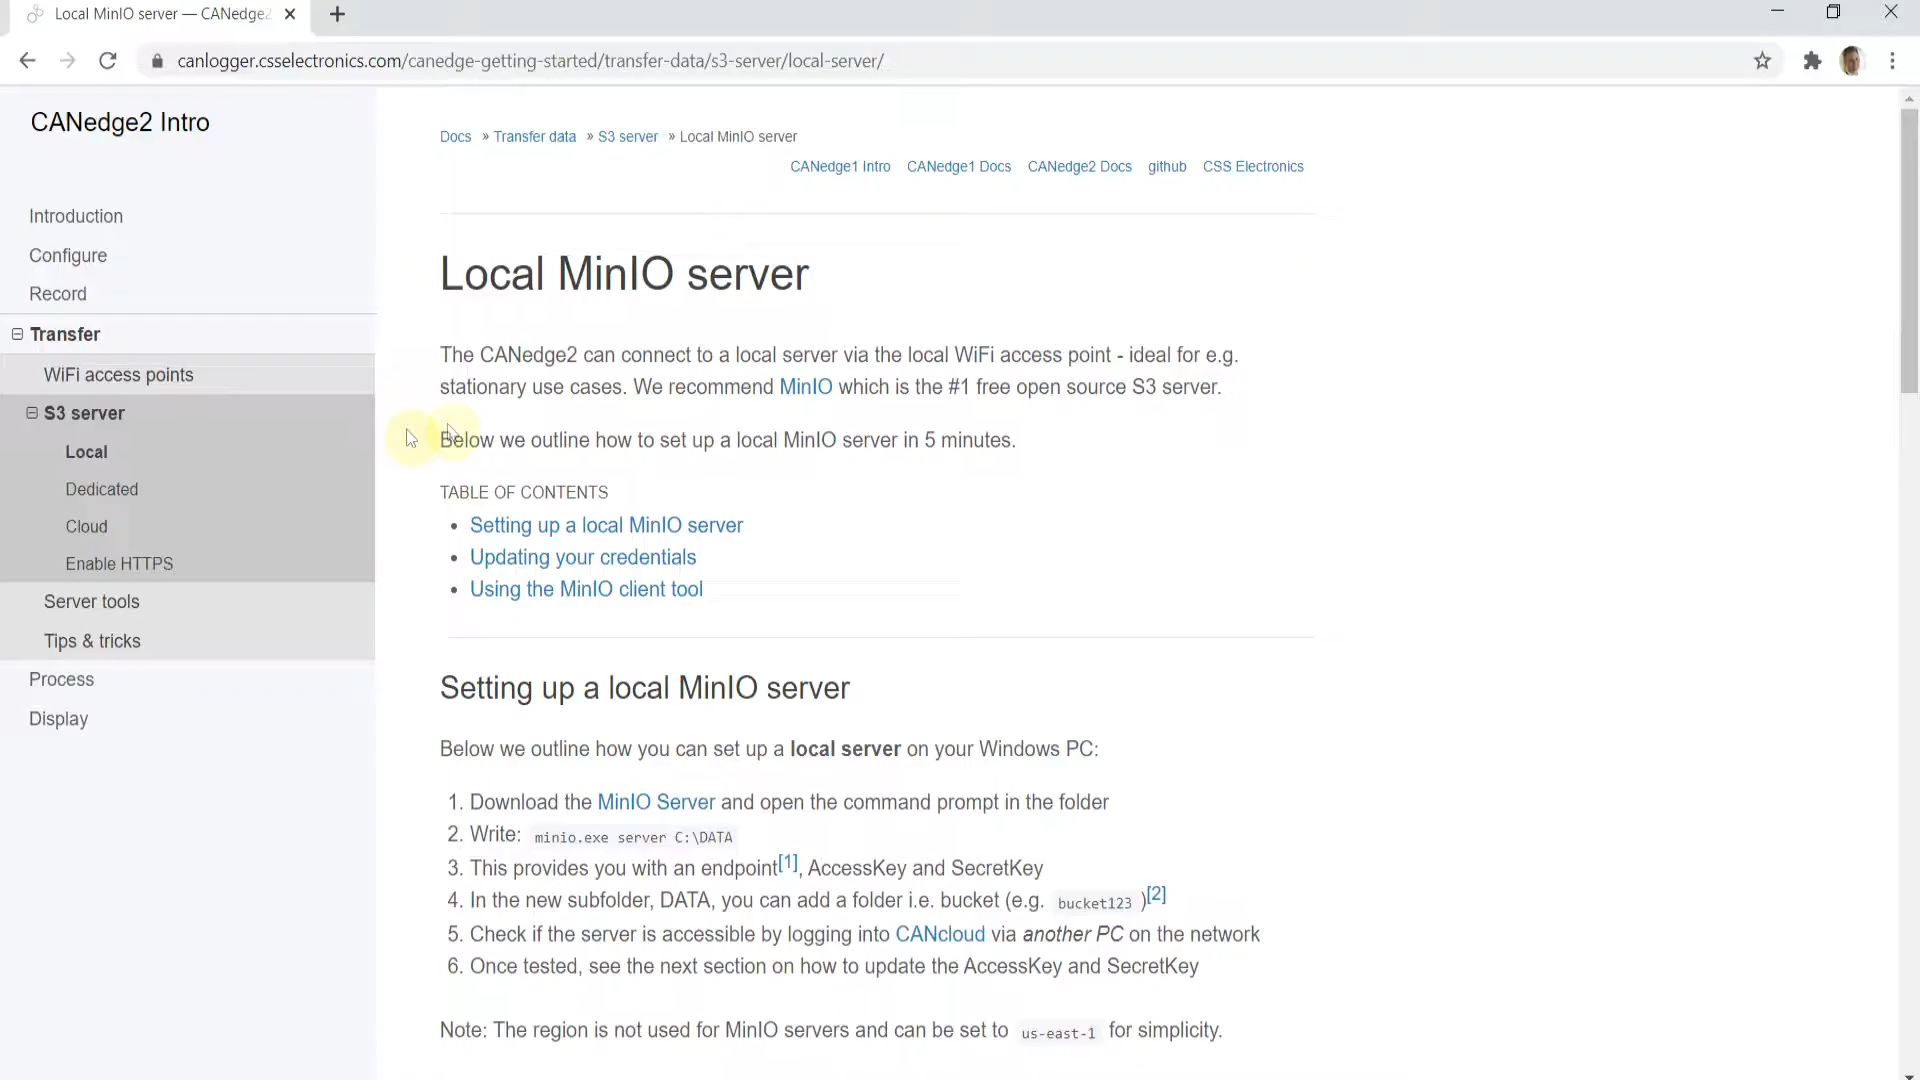 Local MinIO server — CANedge2
canlogger.csselectronics.com/canedge-getting-started/transfer-data/s3-server/local-server/
CANedge2 Intro
Introduction
Configure
Record
Transfer
WiFi access points
S3 server
Local
Dedicated
Cloud
Enable HTTPS
Server tools
Tips & tricks
Process
Display
Docs » Transfer data » S3 server » Local MinIO server
CANedge1 Intro CANedge1 Docs CANedge2 Docs github CSS Electronics
Local MinIO server
The CANedge2 can connect to a local server via the local WiFi access point - ideal for e.g.
stationary use cases. We recommend MinIO which is the #1 free open source S3 server.
Below we outline how to set up a local MinIO server in 5 minutes.
TABLE OF CONTENTS
• Setting up a local MinIO server
• Updating your credentials
• Using the MinIO client tool
Setting up a local MinIO server
Below we outline how you can set up a local server on your Windows PC:
1. Download the MinIO Server and open the command prompt in the folder
2. Write: minio.exe server C:\DATA
3. This provides you with an endpoint[1], AccessKey and SecretKey
4. In the new subfolder, DATA, you can add a folder i.e. bucket (e.g. bucket123 )[2]
5. Check if the server is accessible by logging into CANcloud via another PC on the network
6. Once tested, see the next section on how to update the AccessKey and SecretKey
Note: The region is not used for MinIO servers and can be set to us-east-1 for simplicity.